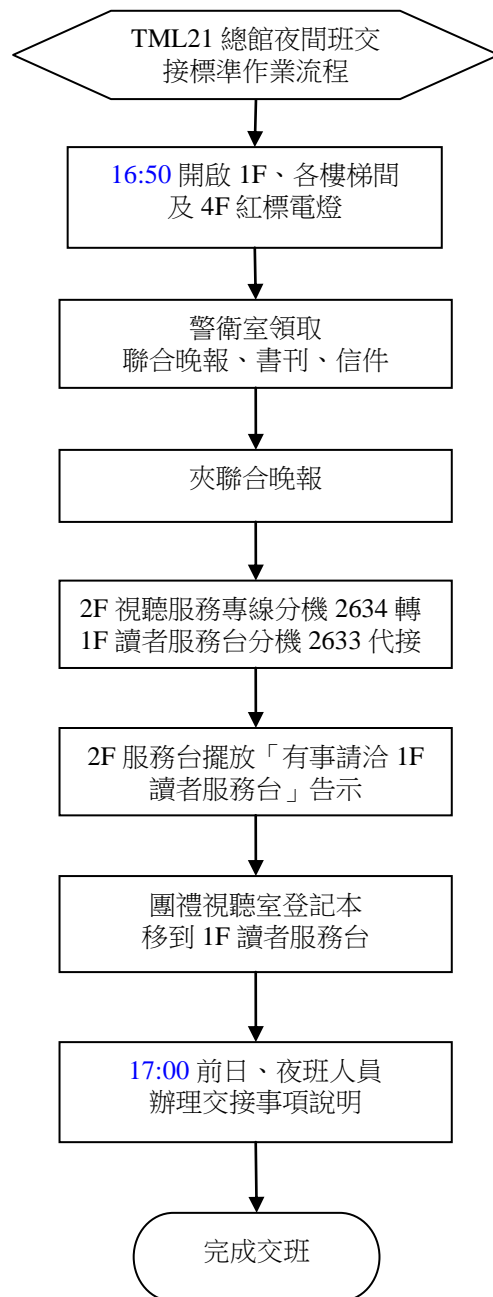 TML21 總館夜間班交
接標準作業流程
16:50 開啟 1F、各樓梯間
及 4F 紅標電燈
警衛室領取
聯合晚報、書刊、信件
夾聯合晚報
2F 視聽服務專線分機 2634 轉
1F 讀者服務台分機 2633 代接
2F 服務台擺放「有事請洽 1F
讀者服務台」告示
團禮視聽室登記本
移到 1F 讀者服務台
17:00 前日、夜班人員
辦理交接事項說明
完成交班